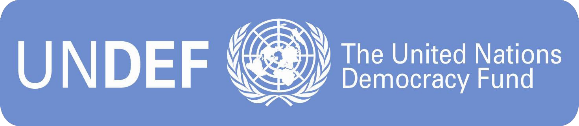 UNDEF
The United Nations
Democracy Fund